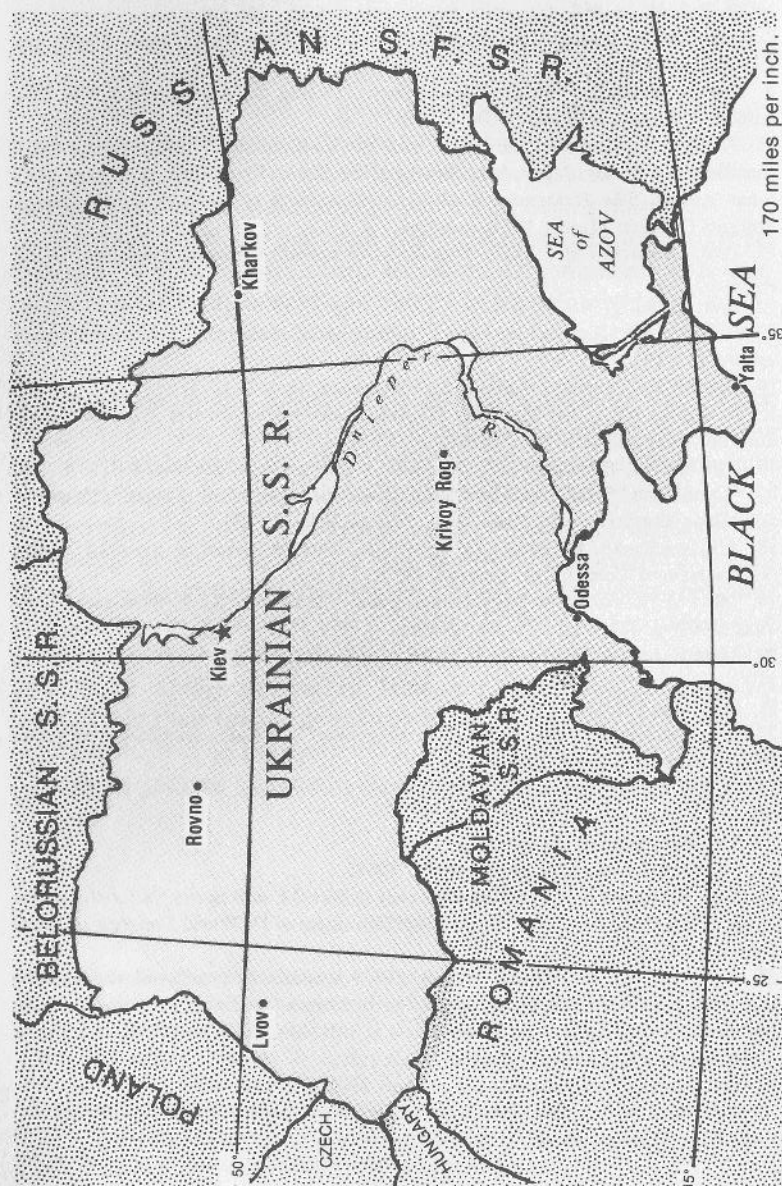 RUSSIAN S.F.S.R.
BELORUSSIAN S.S.R.
POLAND
CZECH
HUNGARY
ROMANIA
MOLDAVIAN
S S R
UKRAINIAN S.S.R.
Lvov
Rovno
Kiev
Kharkov
Dnieper
R.
Krivoy Rog
Odessa
Yalta
SEA
of
AZOV
BLACK SEA
50°
45°
25°
30°
35°
170 miles per inch.